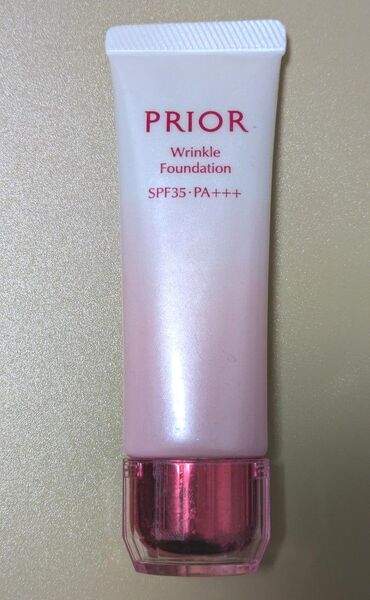 PRIOR
Wrinkle
Foundation
SPF35·PA+++